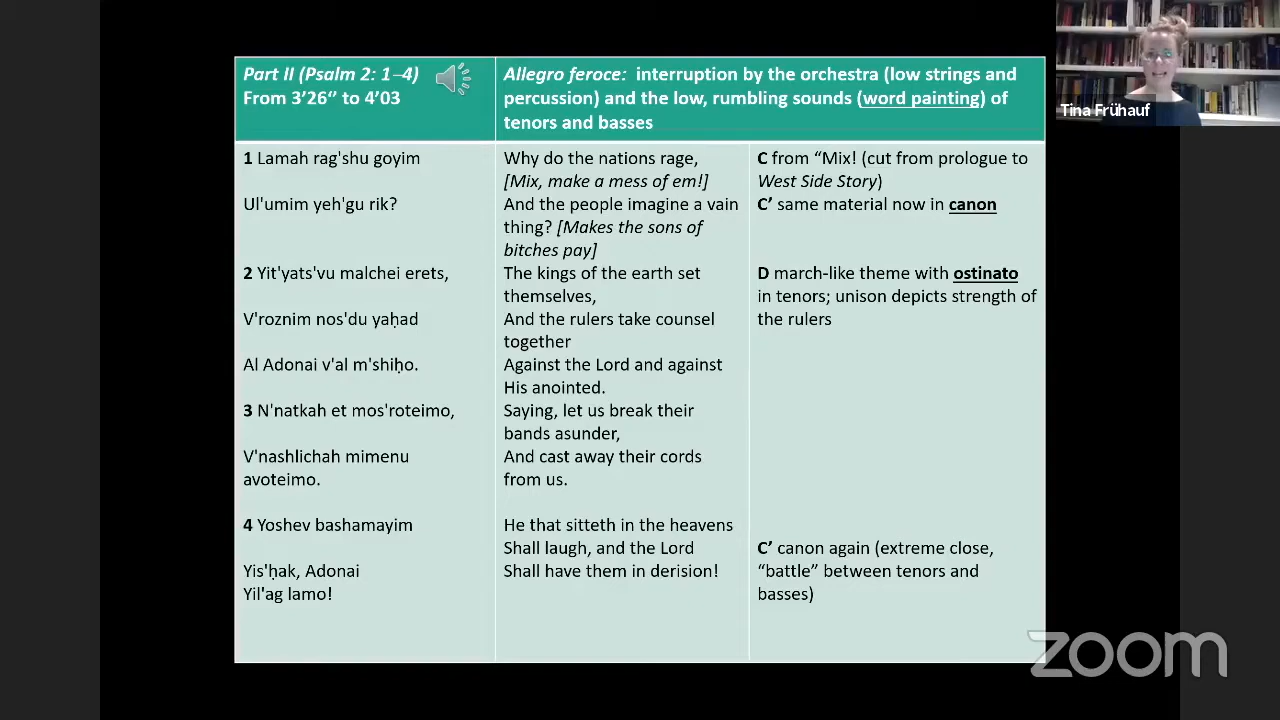 Part II (Psalm 2: 1–4)
From 3’26‘’ to 4’03
Allegro feroce: interruption by the orchestra (low strings and
percussion) and the low, rumbling sounds (word painting) of
tenors and basses
1 Lamah rag'shu goyim
Ul'umim yeh'gu rik?
2 Yit'yats'vu malchei erets,
V'roznim nos'du yaḥad
Al Adonai v'al m'shiḥo.
3 N'natkah et mos'roteimo,
V'nashlichah mimenu
avoteimo.
4 Yoshev bashamayim
Yis'ḥak, Adonai
Yil'ag lamo!
Why do the nations rage,
[Mix, make a mess of em!]
And the people imagine a vain
thing? [Makes the sons of
bitches pay]
The kings of the earth set
themselves,
And the rulers take counsel
together
Against the Lord and against
His anointed.
Saying, let us break their
bands asunder,
And cast away their cords
from us.
He that sitteth in the heavens
Shall laugh, and the Lord
Shall have them in derision!
C from “Mix! (cut from prologue to
West Side Story)
C’ same material now in canon
D march-like theme with ostinato
in tenors; unison depicts strength of
the rulers
C’ canon again (extreme close,
“battle” between tenors and
basses)
Tina Frühauf
zoom